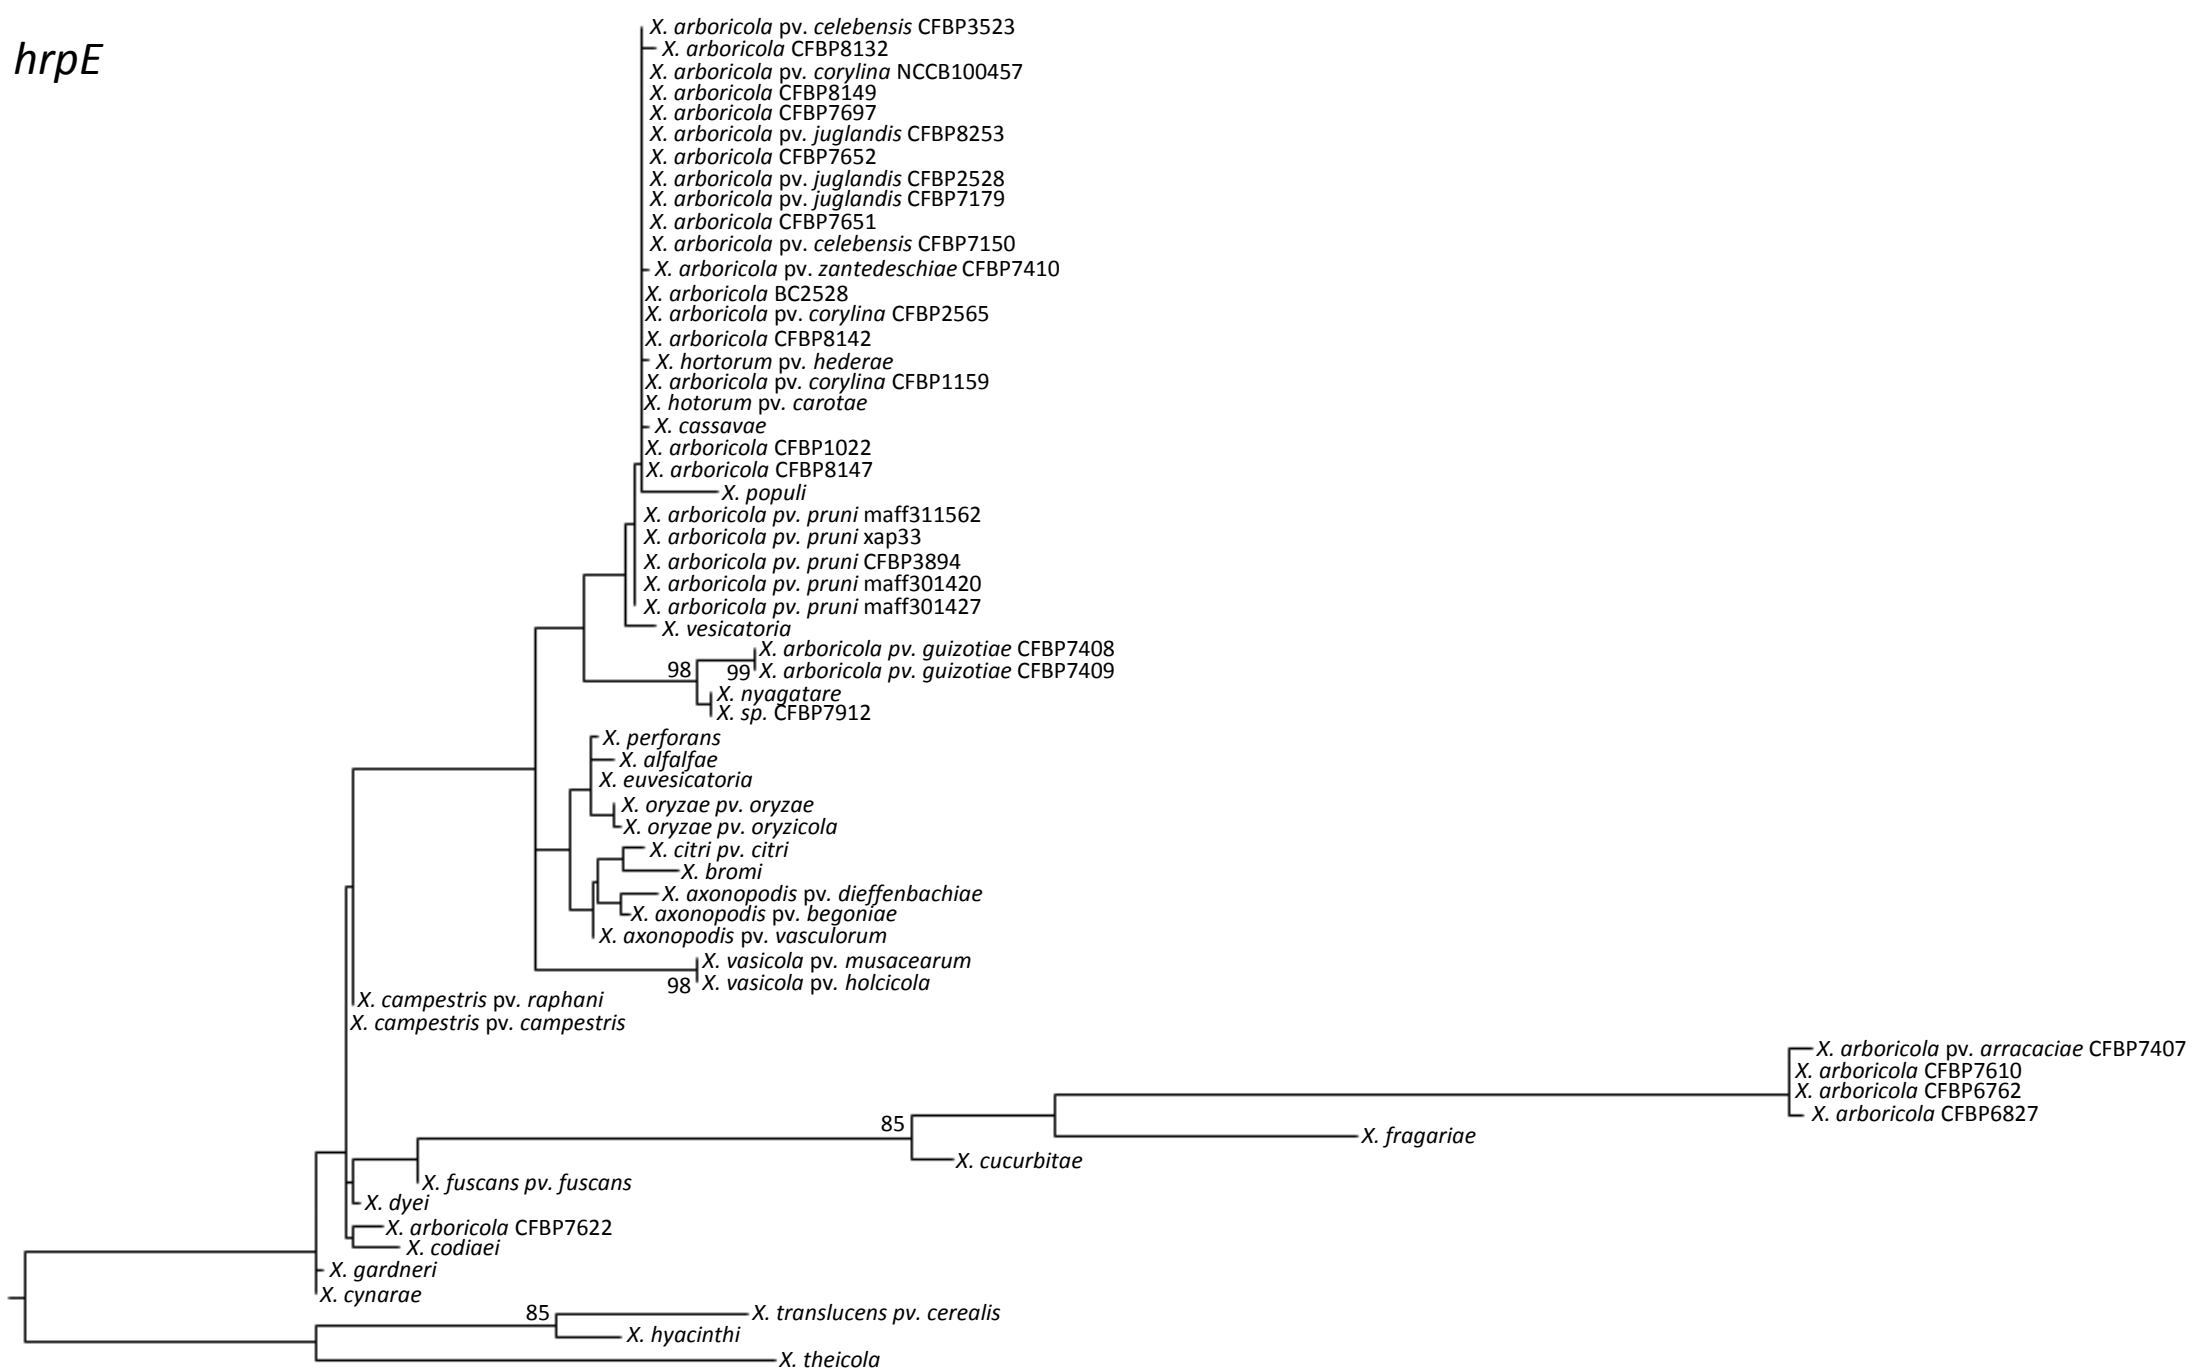 hrpE
X. arboricola pv. celebensis CFBP3523
X. arboricola CFBP8132
X. arboricola pv. corylina NCCB100457
X. arboricola CFBP8149
X. arboricola CFBP7697
X. arboricola pv. juglandis CFBP8253
X. arboricola CFBP7652
X. arboricola pv. juglandis CFBP2528
X. arboricola pv. juglandis CFBP7179
X. arboricola CFBP7651
X. arboricola pv. celebensis CFBP7150
X. arboricola pv. zantedeschiae CFBP7410
X. arboricola BC2528
X. arboricola pv. corylina CFBP2565
X. arboricola CFBP8142
X. hortorum pv. hederae
X. arboricola pv. corylina CFBP1159
X. hotorum pv. carotae
X. cassavae
X. arboricola CFBP1022
X. arboricola CFBP8147
X. populi
X. arboricola pv. pruni maff311562
X. arboricola pv. pruni xap33
X. arboricola pv. pruni CFBP3894
X. arboricola pv. pruni maff301420
X. arboricola pv. pruni maff301427
X. vesicatoria
X. arboricola pv. guizotiae CFBP7408
98
99 X. arboricola pv. guizotiae CFBP7409
X. nyagatare
X. sp. CFBP7912
X. perforans
X. alfalfae
X. euvesicatoria
X. oryzae pv. oryzae
X. oryzae pv. oryzicola
X. citri pv. citri
X. bromi
X. axonopodis pv. dieffenbachiae
X. axonopodis pv. begoniae
X. axonopodis pv. vasculorum
X. vasicola pv. musacearum
98 X. vasicola pv. holcicola
X. campestris pv. raphani
X. campestris pv. campestris
X. arboricola pv. arracaciae CFBP7407
X. arboricola CFBP7610
X. arboricola CFBP6762
X. arboricola CFBP6827
85
X. fragariae
X. cucurbitae
X. fuscans pv. fuscans
X. dyei
X. arboricola CFBP7622
X. codiaei
X. gardneri
X. cynarae
85 X. translucens pv. cerealis
X. hyacinthi
X. theicola